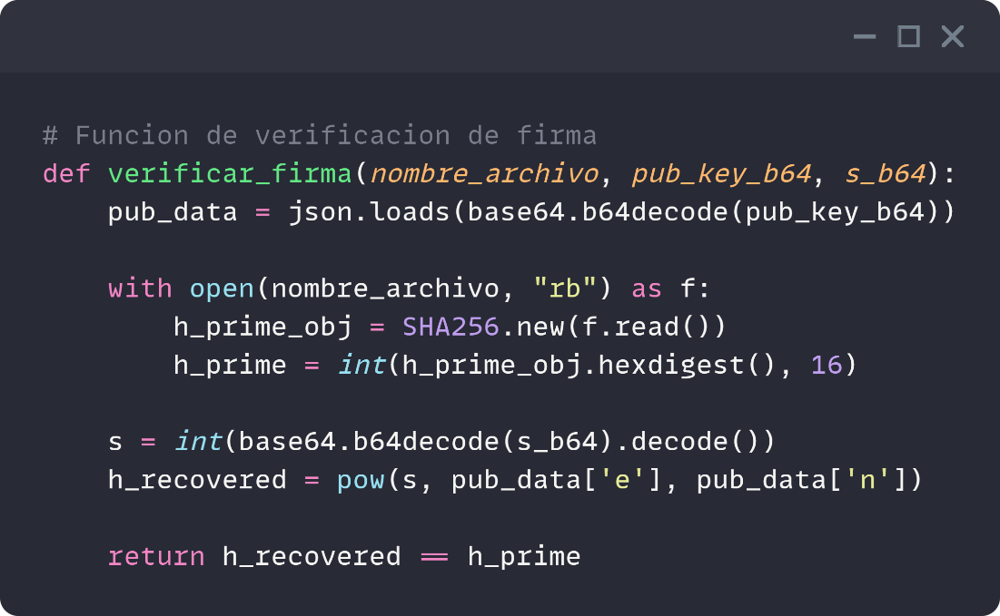 # Funcion de verificacion de firma
def verificar_firma(nombre_archivo, pub_key_b64, s_b64):
    pub_data = json.loads(base64.b64decode(pub_key_b64))

    with open(nombre_archivo, "rb") as f:
        h_prime_obj = SHA256.new(f.read())
        h_prime = int(h_prime_obj.hexdigest(), 16)

    s = int(base64.b64decode(s_b64).decode())
    h_recovered = pow(s, pub_data['e'], pub_data['n'])

    return h_recovered == h_prime